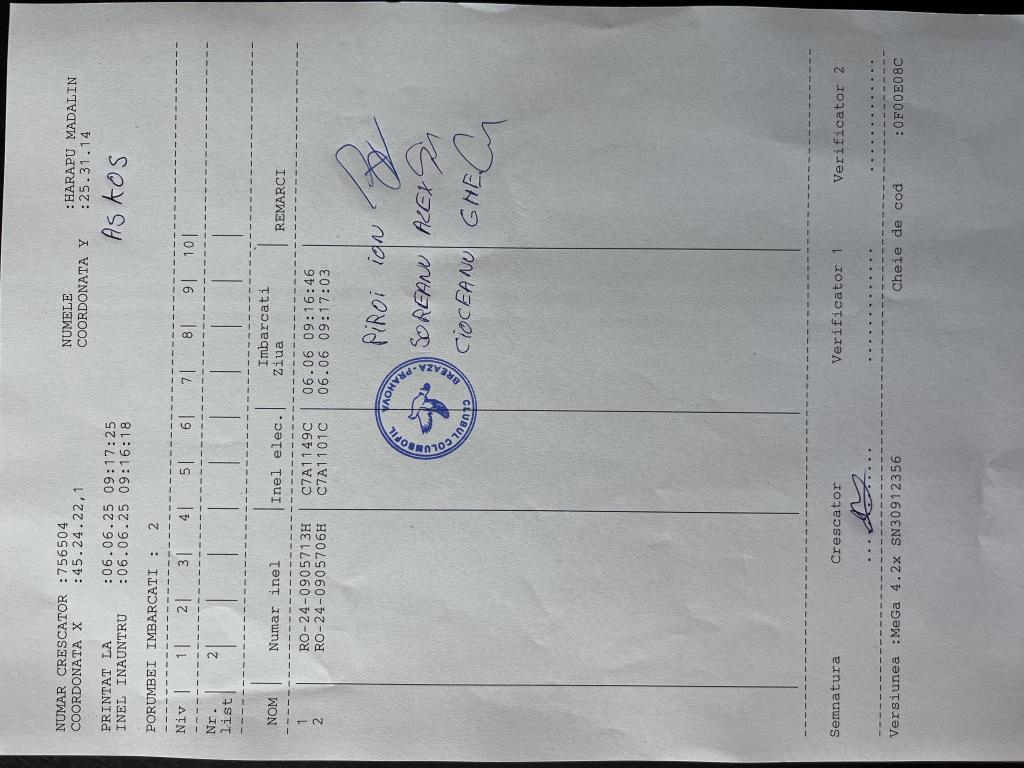 NUMAR CRESCATOR :756504 NUMELE :HARAPU MADALIN
COORDONATA X :45.24.22,1 COORDONATA Y :25.31.14
AS KOS
PRINTAT LA :06.06.25 09:17:25
INEL INAUNTRU :06.06.25 09:16:18
PORUMBEI IMBARCATI : 2
Niv | 1| 2| 3| 4| 5| 6| 7| 8| 9| 10|
Nr. | 2| | | | | | | | | |
list|
NOM | Numar inel |Inel elec.| Imbarcati | REMARCI
Ziua
1 RO-24-0905713H C7A1149C 06.06 09:16:46
2 RO-24-0905706H C7A1101C 06.06 09:17:03
PIROI ION
SOREANU ALEX
CIOCEANU GHE
CLUBUL COLUMBOFIL
BREAZA-PRAHOVA
Semnatura Crescator Verificator 1 Verificator 2
Versiunea :MeGa 4.2x SN30912356 Cheie de cod :0F00E08C